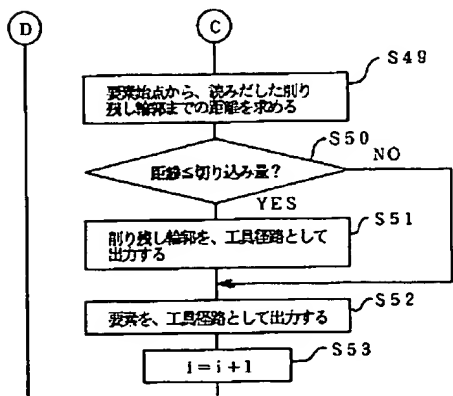 D
C
S49
要素始点から、読みだした削り
残し輪郭までの距離を求める
S50
距離≦切り込み量?
NO
YES
S51
削り残し輪郭を、工具径路として
出力する
S52
要素を、工具径路として出力する
S53
i=i+1